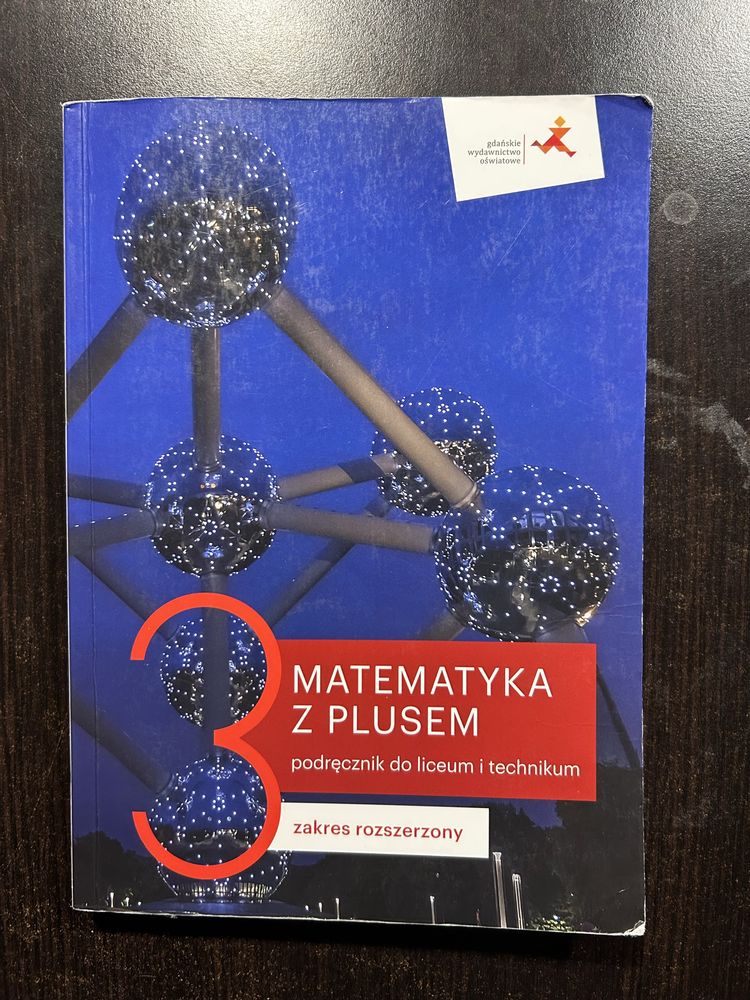 gdańskie
wydawnictwo
oświatowe
3
MATEMATYKA
Z PLUSEM
podręcznik do liceum i technikum
zakres rozszerzony